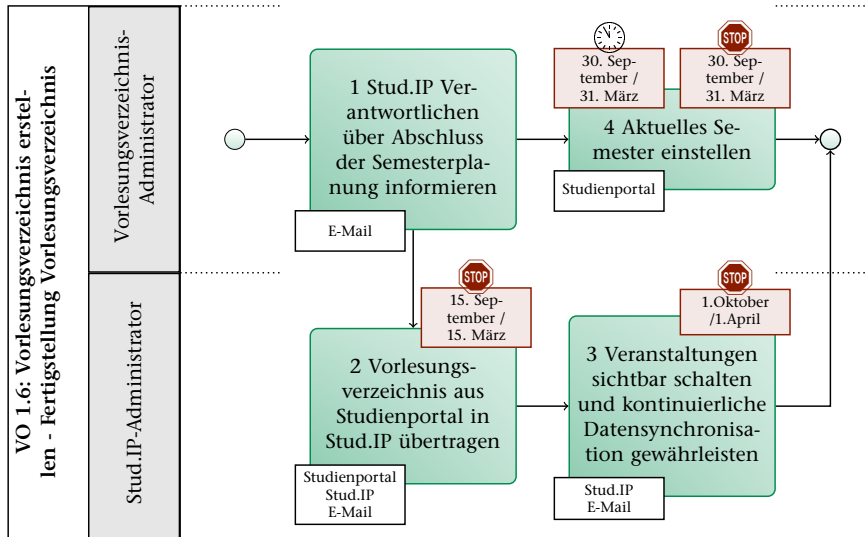 VO 1.6: Vorlesungsverzeichnis erstel-
len - Fertigstellung Vorlesungsverzeichnis
Vorlesungsverzeichnis-
Administrator
1 Stud.IP Ver-
antwortlichen
über Abschluss
der Semesterpla-
nung informieren
E-Mail
30. Sep-
tember /
31. März
STOP
30. Sep-
tember /
31. März
4 Aktuelles Se-
mester einstellen
Studienportal
Stud.IP-Administrator
STOP
15. Sep-
tember /
15. März
2 Vorlesungs-
verzeichnis aus
Studienportal in
Stud.IP übertragen
Studienportal
Stud.IP
E-Mail
STOP
1.Oktober
/1.April
3 Veranstaltungen
sichtbar schalten
und kontinuierliche
Datensynchronisa-
tion gewährleisten
Stud.IP
E-Mail